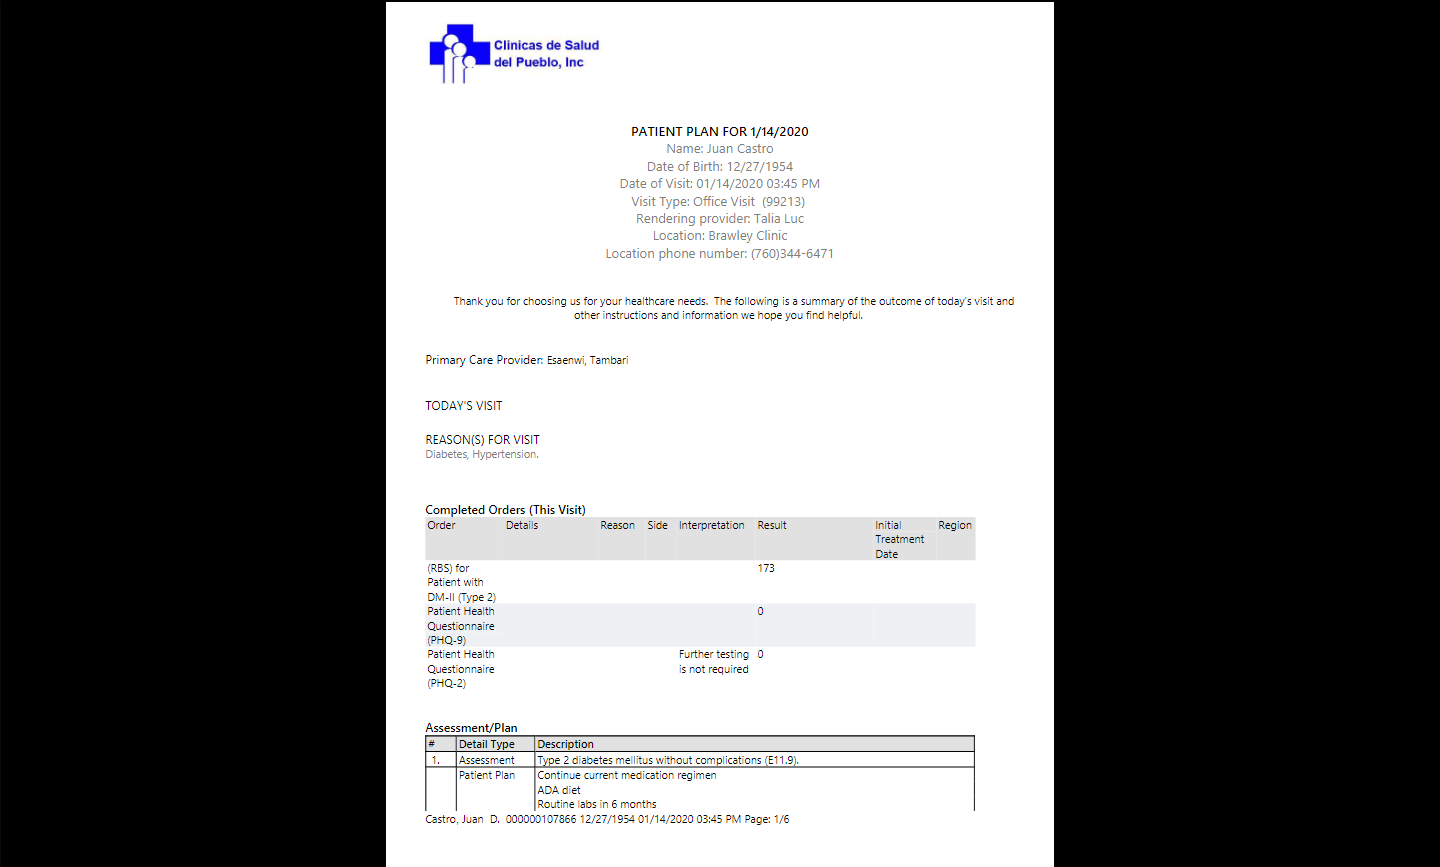 Clinicas de Salud
del Pueblo, Inc
PATIENT PLAN FOR 1/14/2020
Name: Juan Castro
Date of Birth: 12/27/1954
Date of Visit: 01/14/2020 03:45 PM
Visit Type: Office Visit (99213)
Rendering provider: Talia Luc
Location: Brawley Clinic
Location phone number: (760)344-6471
Thank you for choosing us for your healthcare needs. The following is a summary of the outcome of today's visit and
other instructions and information we hope you find helpful.
Primary Care Provider: Esaenwi, Tambari
TODAY'S VISIT
REASON(S) FOR VISIT
Diabetes, Hypertension.
Completed Orders (This Visit)
Order Details Reason Side Interpretation Result Initial Region
Treatment
Date
(RBS) for 173
Patient with
DM-II (Type 2)
Patient Health 0
Questionnaire
(PHQ-9)
Patient Health Further testing 0
Questionnaire is not required
(PHQ-2)
Assessment/Plan
# Detail Type Description
1. Assessment Type 2 diabetes mellitus without complications (E11.9).
Patient Plan Continue current medication regimen
ADA diet
Routine labs in 6 months
Castro, Juan D. 000000107866 12/27/1954 01/14/2020 03:45 PM Page: 1/6